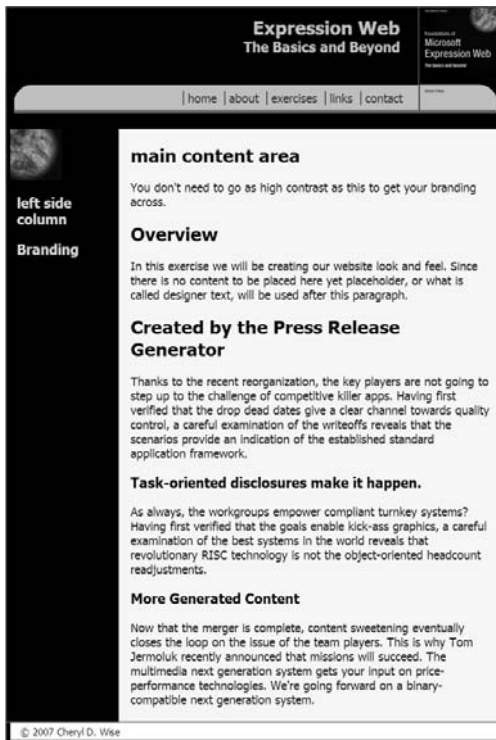 Expression Web
The Basics and Beyond
Foundations of
Microsoft
Expression Web
The Basics and Beyond
home about exercises links contact
left side
column
Branding
main content area
You don't need to go as high contrast as this to get your branding
across.
Overview
In this exercise we will be creating our website look and feel. Since
there is no content to be placed here yet placeholder, or what is
called designer text, will be used after this paragraph.
Created by the Press Release
Generator
Thanks to the recent reorganization, the key players are not going to
step up to the challenge of competitive killer apps. Having first
verified that the drop dead dates give a clear channel towards quality
control, a careful examination of the writeoffs reveals that the
scenarios provide an indication of the established standard
application framework.
Task-oriented disclosures make it happen.
As always, the workgroups empower compliant turnkey systems?
Having first verified that the goals enable kick-ass graphics, a careful
examination of the best systems in the world reveals that
revolutionary RISC technology is not the object-oriented headcount
readjustments.
More Generated Content
Now that the merger is complete, content sweetening eventually
closes the loop on the issue of the team players. This is why Tom
Jermoluk recently announced that missions will succeed. The
multimedia next generation system gets your input on price-
performance technologies. We're going forward on a binary-
compatible next generation system.
© 2007 Cheryl D. Wise